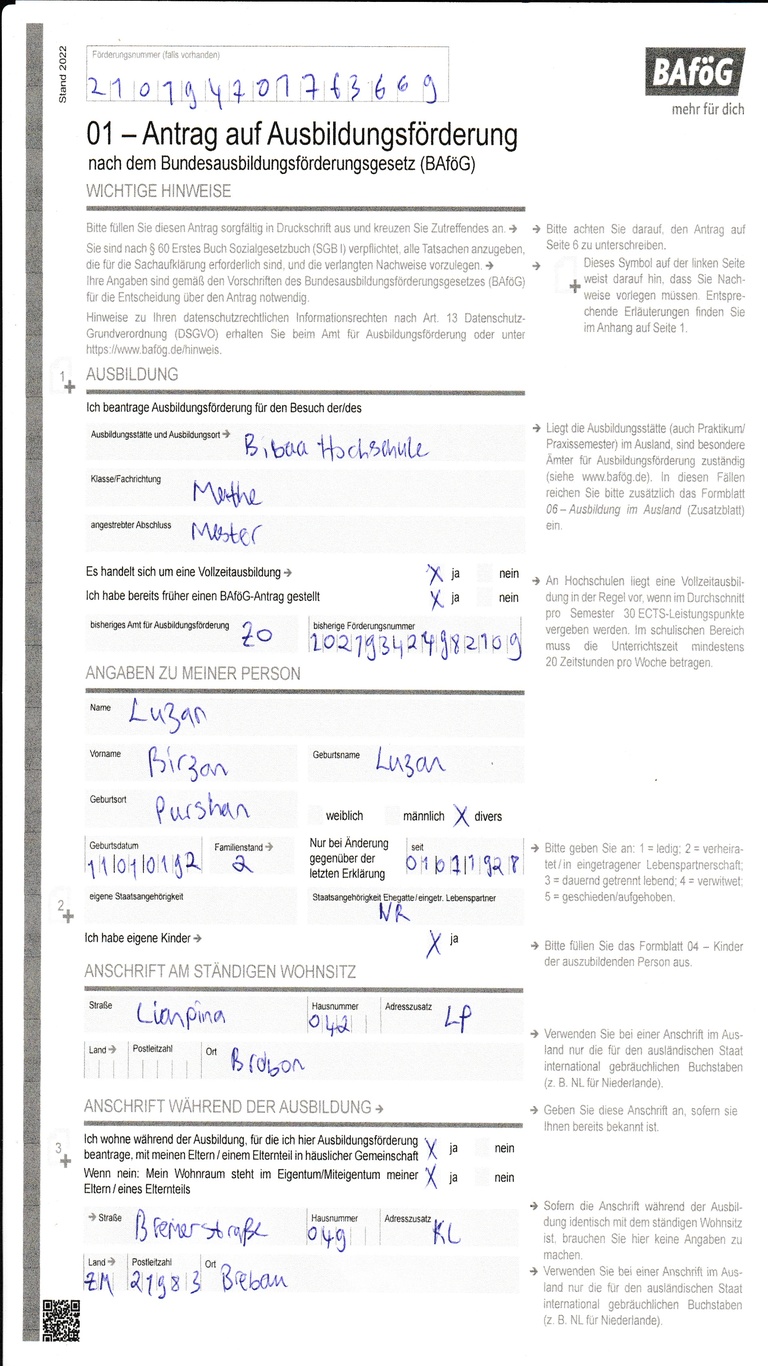 Stand 2022
Förderungsnummer (falls vorhanden)
210194701763669
BAföG
mehr für dich
01 – Antrag auf Ausbildungsförderung
nach dem Bundesausbildungsförderungsgesetz (BAföG)
WICHTIGE HINWEISE
Bitte füllen Sie diesen Antrag sorgfältig in Druckschrift aus und kreuzen Sie Zutreffendes an. →
Sie sind nach § 60 Erstes Buch Sozialgesetzbuch (SGB I) verpflichtet, alle Tatsachen anzugeben,
die für die Sachaufklärung erforderlich sind, und die verlangten Nachweise vorzulegen. →
Ihre Angaben sind gemäß den Vorschriften des Bundesausbildungsförderungsgesetzes (BAföG)
für die Entscheidung über den Antrag notwendig.
Hinweise zu Ihren datenschutzrechtlichen Informationsrechten nach Art. 13 Datenschutz-
Grundverordnung (DSGVO) erhalten Sie beim Amt für Ausbildungsförderung oder unter
https://www.bafög.de/hinweis.
→ Bitte achten Sie darauf, den Antrag auf
Seite 6 zu unterschreiben.
→ Dieses Symbol auf der linken Seite
weist darauf hin, dass Sie Nach-
weise vorlegen müssen. Entspre-
chende Erläuterungen finden Sie
im Anhang auf Seite 1.
1+ AUSBILDUNG
Ich beantrage Ausbildungsförderung für den Besuch der/des
Ausbildungsstätte und Ausbildungsort → Bibaa Hochschule
Klasse/Fachrichtung Mathe
angestrebter Abschluss Master
→ Liegt die Ausbildungsstätte (auch Praktikum/
Praxissemester) im Ausland, sind besondere
Ämter für Ausbildungsförderung zuständig
(siehe www.bafög.de). In diesen Fällen
reichen Sie bitte zusätzlich das Formblatt
06 – Ausbildung im Ausland (Zusatzblatt)
ein.
Es handelt sich um eine Vollzeitausbildung → X ja nein
Ich habe bereits früher einen BAföG-Antrag gestellt X ja nein
bisheriges Amt für Ausbildungsförderung ZO bisherige Förderungsnummer
102193424982109
→ An Hochschulen liegt eine Vollzeitausbil-
dung in der Regel vor, wenn im Durchschnitt
pro Semester 30 ECTS-Leistungspunkte
vergeben werden. Im schulischen Bereich
muss die Unterrichtszeit mindestens
20 Zeitstunden pro Woche betragen.
ANGABEN ZU MEINER PERSON
Name Luzan
Vorname Birzan Geburtsname Luzan
Geburtsort Purshan weiblich männlich X divers
Geburtsdatum Familienstand → Nur bei Änderung seit
11010192 2 gegenüber der 01071928
letzten Erklärung
→ Bitte geben Sie an: 1 = ledig; 2 = verheira-
tet / in eingetragener Lebenspartnerschaft;
3 = dauernd getrennt lebend; 4 = verwitwet;
5 = geschieden/aufgehoben.
2+ eigene Staatsangehörigkeit Staatsangehörigkeit Ehegatte / eingetr. Lebenspartner
NR
Ich habe eigene Kinder → X ja
→ Bitte füllen Sie das Formblatt 04 – Kinder
der auszubildenden Person aus.
ANSCHRIFT AM STÄNDIGEN WOHNSITZ
Straße Lianpina Hausnummer 042 Adresszusatz LP
Land → Postleitzahl Ort Brabon
→ Verwenden Sie bei einer Anschrift im Aus-
land nur die für den ausländischen Staat
international gebräuchlichen Buchstaben
(z. B. NL für Niederlande).
ANSCHRIFT WÄHREND DER AUSBILDUNG →
→ Geben Sie diese Anschrift an, sofern sie
Ihnen bereits bekannt ist.
3+ Ich wohne während der Ausbildung, für die ich hier Ausbildungsförderung
beantrage, mit meinen Eltern / einem Elternteil in häuslicher Gemeinschaft X ja nein
Wenn nein: Mein Wohnraum steht im Eigentum/Miteigentum meiner X ja nein
Eltern / eines Elternteils
→ Straße Bremerstraße Hausnummer 049 Adresszusatz KL
Land → ZM Postleitzahl 21983 Ort Breban
→ Sofern die Anschrift während der Ausbil-
dung identisch mit dem ständigen Wohnsitz
ist, brauchen Sie hier keine Angaben zu
machen.
→ Verwenden Sie bei einer Anschrift im Aus-
land nur die für den ausländischen Staat
international gebräuchlichen Buchstaben
(z. B. NL für Niederlande).